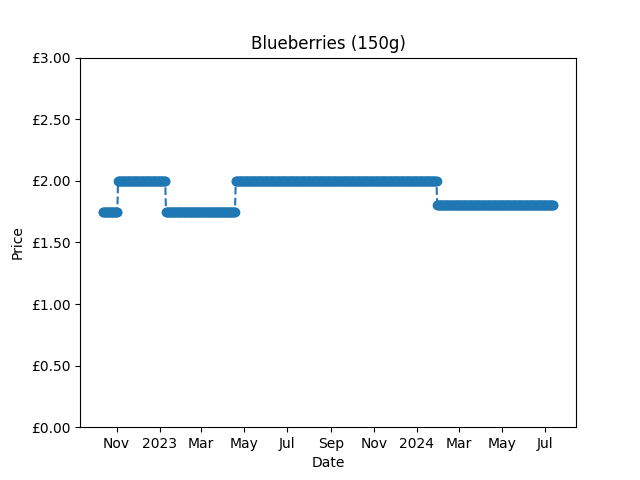 Blueberries (150g)
£3.00
£2.50
£2.00
£1.50
£1.00
£0.50
£0.00
Price
Nov 2023 Mar May Jul Sep Nov 2024 Mar May Jul
Date